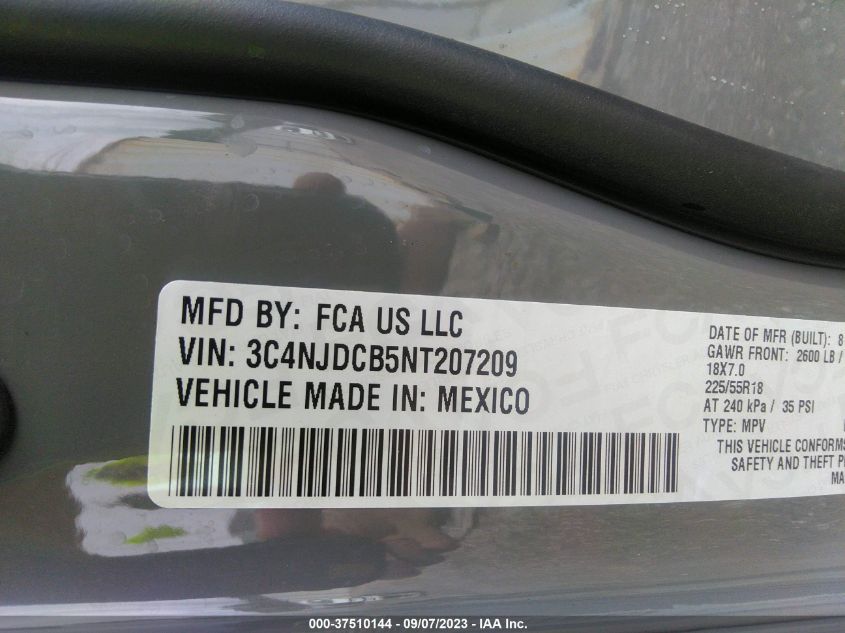 MFD BY: FCA US LLC
VIN: 3C4NJDCB5NT207209
VEHICLE MADE IN: MEXICO
DATE OF MFR (BUILT): 8
GAWR FRONT: 2600 LB /
18X7.0
225/55R18
AT 240 kPa / 35 PSI
TYPE: MPV
THIS VEHICLE CONFORMS
SAFETY AND THEFT P
MA
000-37510144 - 09/07/2023 - IAA Inc.